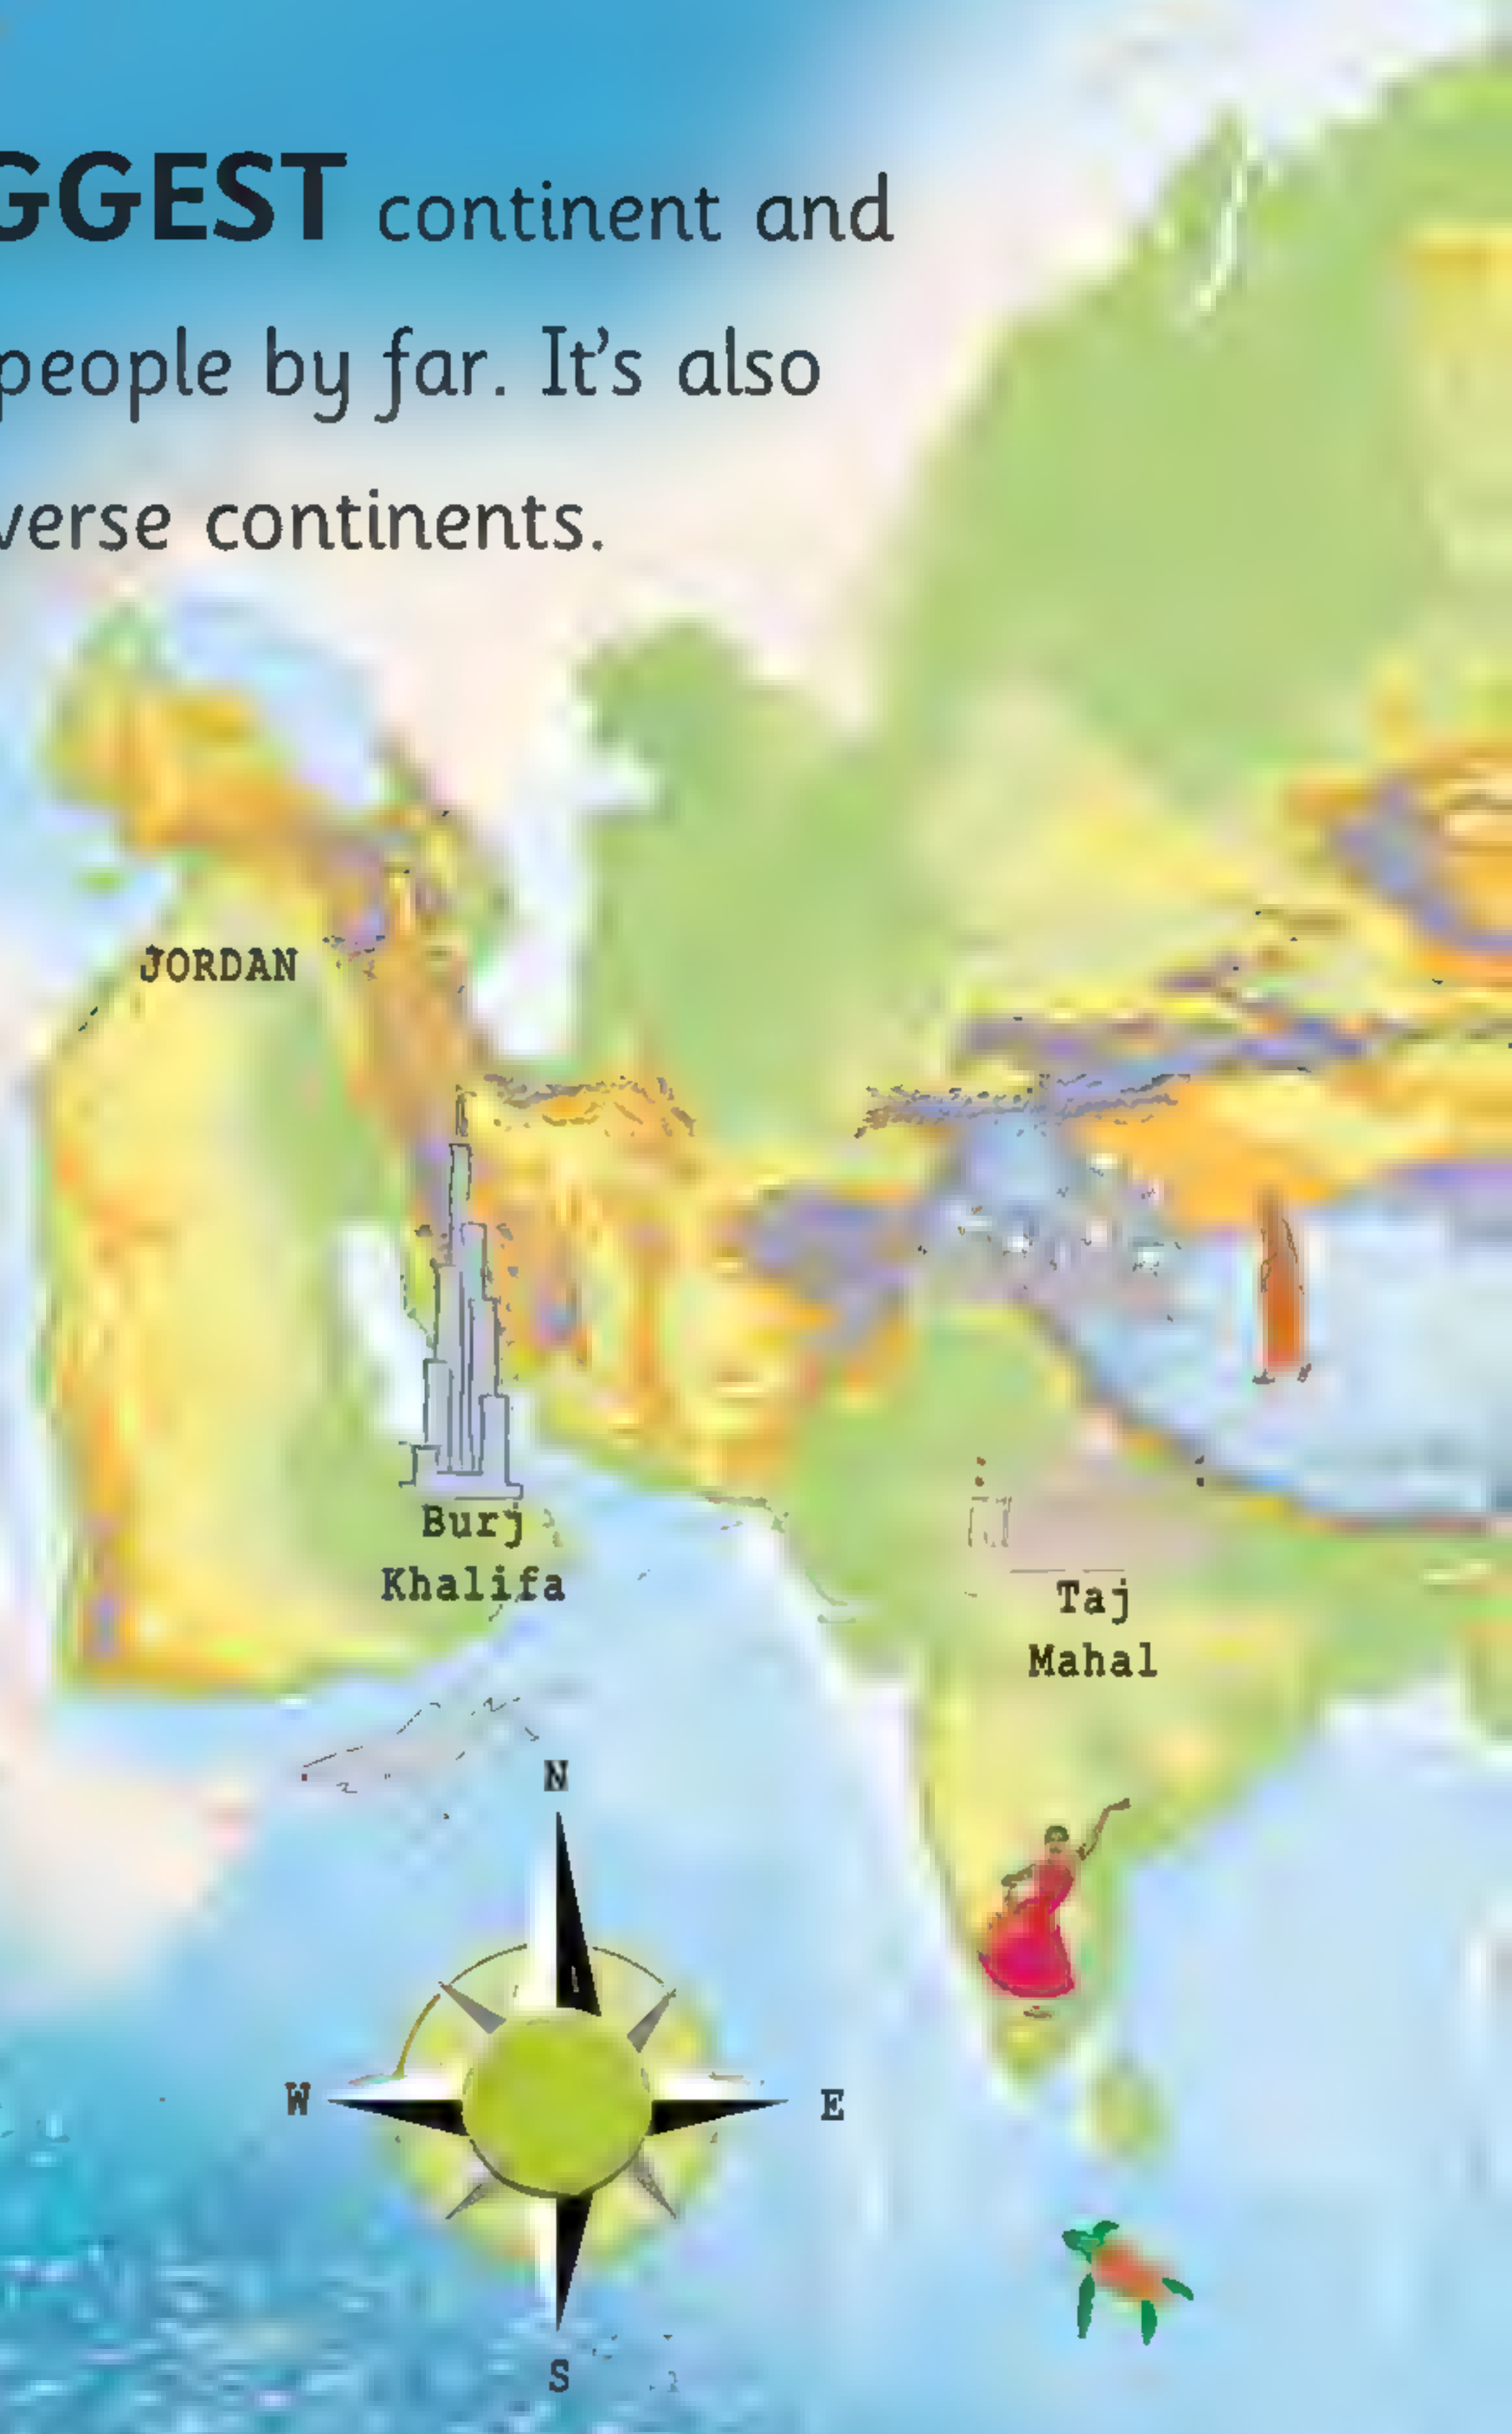 GGEST continent and
people by far. It's also
verse continents.
JORDAN
Burj
Khalifa
Taj
Mahal
N
W
E
S